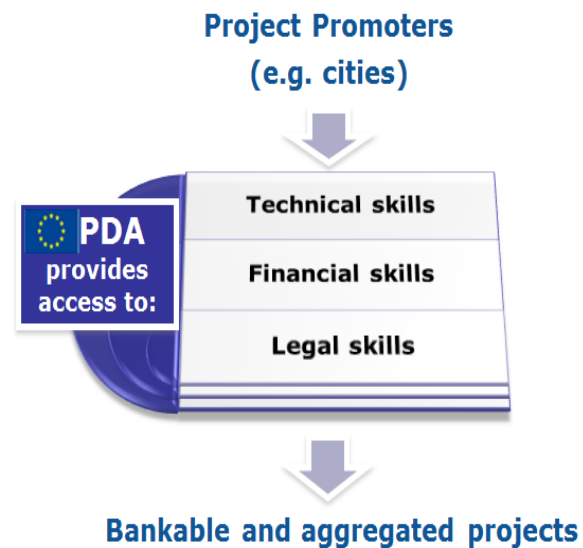 Project Promoters
(e.g. cities)
PDA
provides
access to:
Technical skills
Financial skills
Legal skills
Bankable and aggregated projects